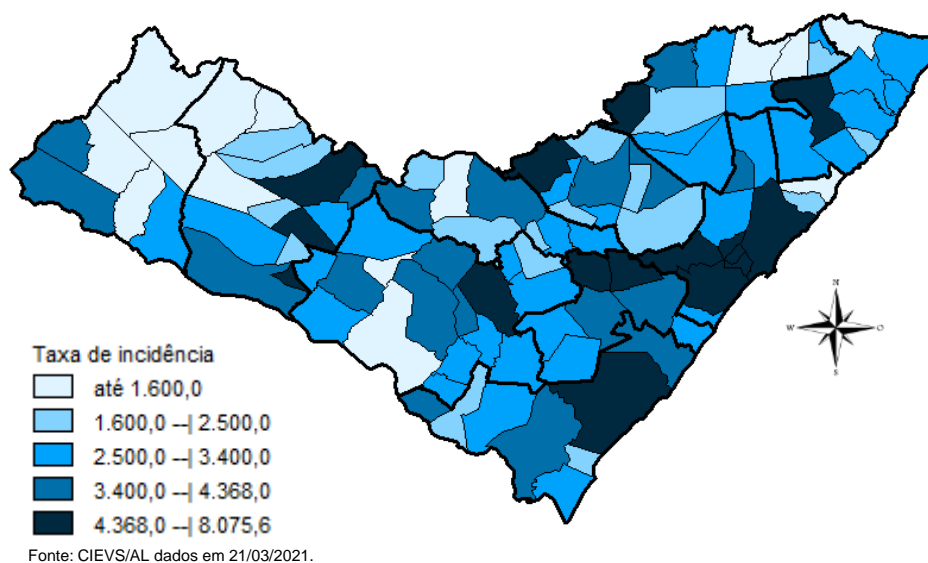 N
W
O
S
Taxa de incidência
até 1.600,0
1.600,0 --| 2.500,0
2.500,0 --| 3.400,0
3.400,0 --| 4.368,0
4.368,0 --| 8.075,6
Fonte: CIEVS/AL dados em 21/03/2021.